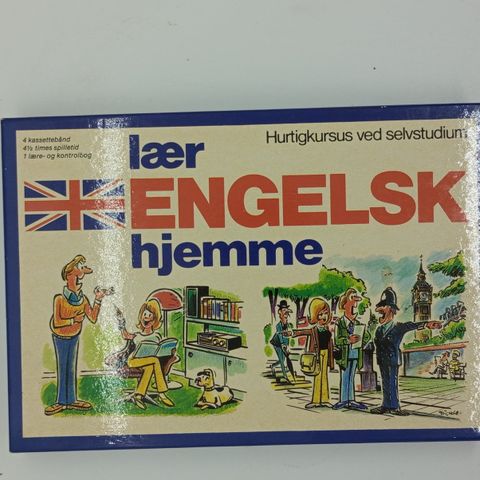 4 kassettebånd
4½ times spilletid
1 lære- og kontrolbog
Hurtigkursus ved selvstudium
lær
ENGELSK
hjemme